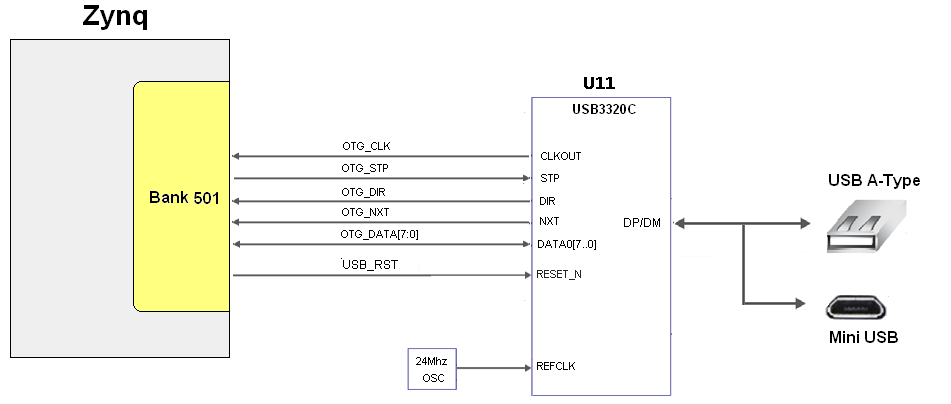 Zynq
Bank 501
OTG_CLK
OTG_STP
OTG_DIR
OTG_NXT
OTG_DATA[7:0]
USB_RST
U11
USB3320C
CLKOUT
STP
DIR
NXT
DATA0[7..0]
RESET_N
REFCLK
DP/DM
24Mhz
OSC
USB A-Type
Mini USB